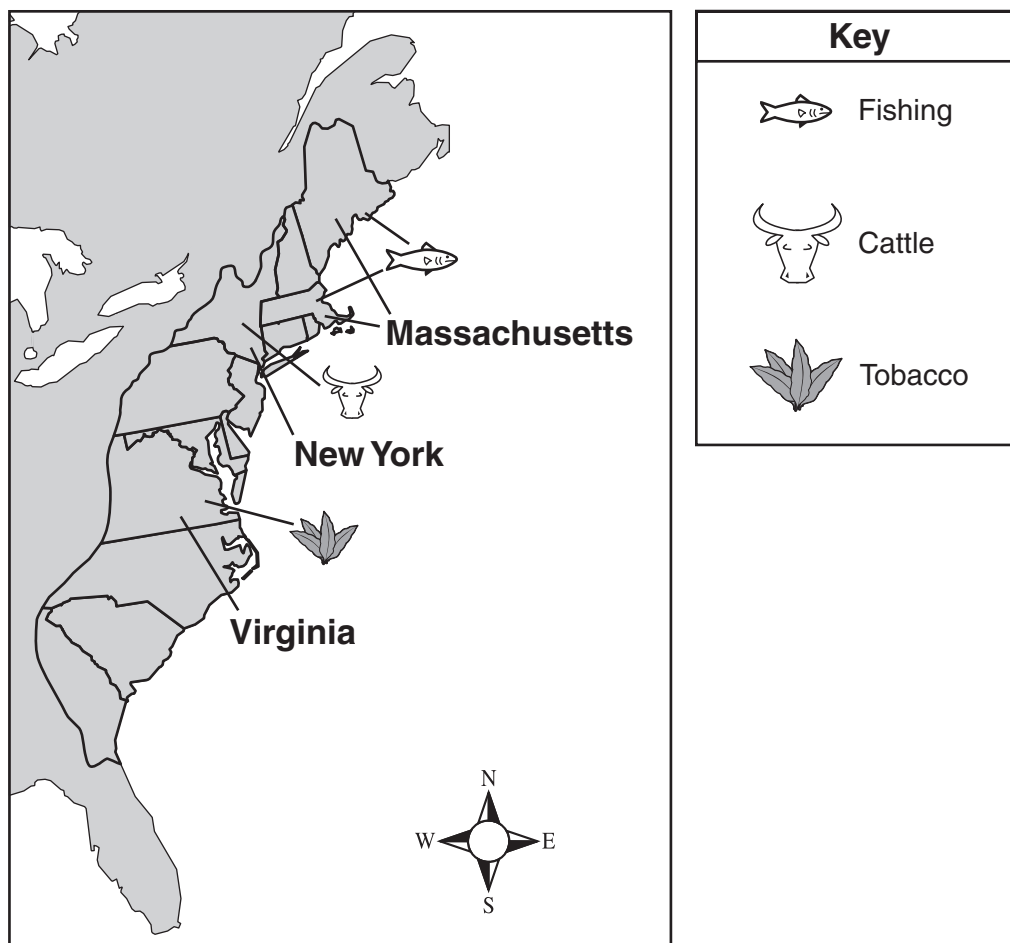 Massachusetts
New York
Virginia
N
W
E
S
Key
Fishing
Cattle
Tobacco